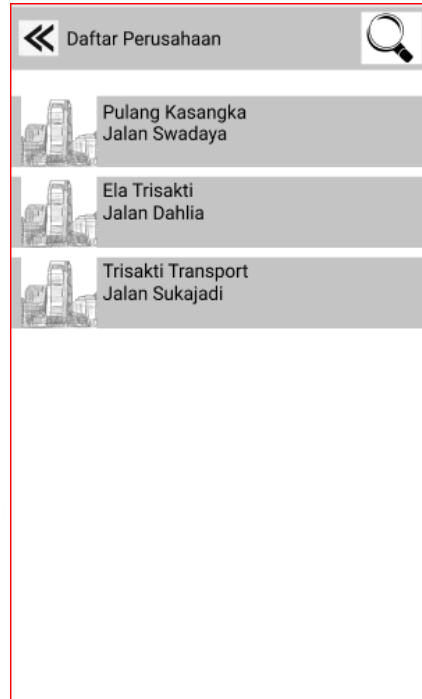 Daftar Perusahaan
Pulang Kasangka
Jalan Swadaya
Ela Trisakti
Jalan Dahlia
Trisakti Transport
Jalan Sukajadi